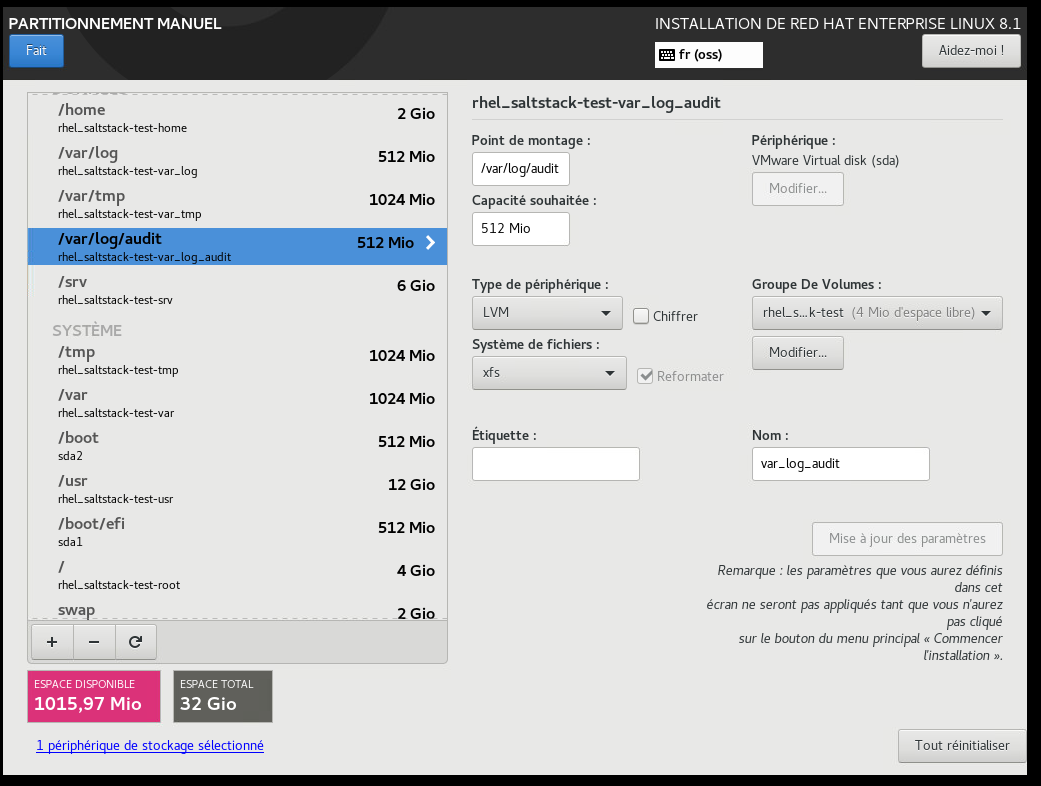 PARTITIONNEMENT MANUEL
INSTALLATION DE RED HAT ENTERPRISE LINUX 8.1
Fait
fr (oss)
Aidez-moi !
/home
2 Gio
rhel_saltstack-test-home
/var/log
512 Mio
rhel_saltstack-test-var_log
/var/tmp
1024 Mio
rhel_saltstack-test-var_tmp
/var/log/audit
512 Mio
rhel_saltstack-test-var_log_audit
/srv
6 Gio
rhel_saltstack-test-srv
SYSTÈME
/tmp
1024 Mio
rhel_saltstack-test-tmp
/var
1024 Mio
rhel_saltstack-test-var
/boot
512 Mio
sda2
/usr
12 Gio
rhel_saltstack-test-usr
/boot/efi
512 Mio
sda1
/
4 Gio
rhel_saltstack-test-root
swap
2 Gio
ESPACE DISPONIBLE
1015,97 Mio
ESPACE TOTAL
32 Gio
1 périphérique de stockage sélectionné
rhel_saltstack-test-var_log_audit
Point de montage :
/var/log/audit
Périphérique :
VMware Virtual disk (sda)
Modifier...
Capacité souhaitée :
512 Mio
Type de périphérique :
LVM
Chiffrer
Groupe De Volumes :
rhel_s...k-test (4 Mio d'espace libre)
Modifier...
Système de fichiers :
xfs
Reformater
Étiquette :
Nom :
var_log_audit
Mise à jour des paramètres
Remarque : les paramètres que vous aurez définis
dans cet
écran ne seront pas appliqués tant que vous n'aurez
pas cliqué
sur le bouton du menu principal « Commencer
l'installation ».
Tout réinitialiser